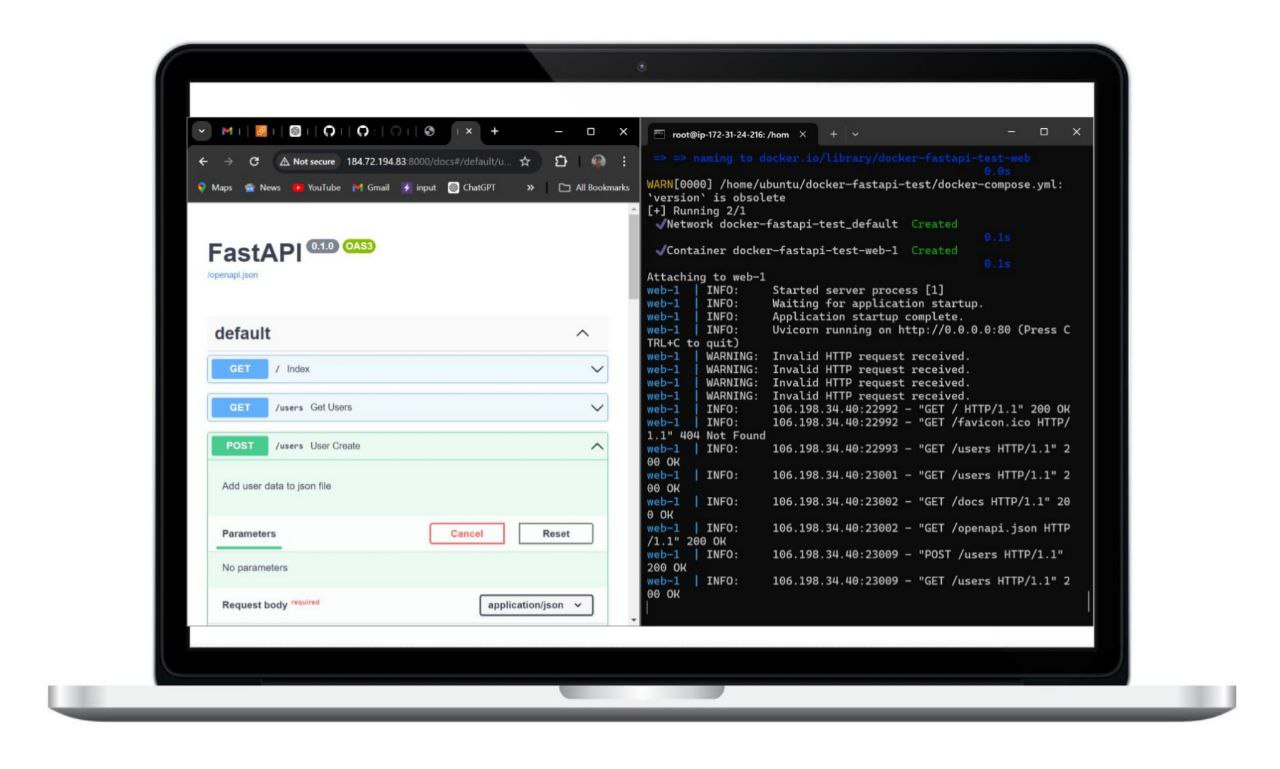 Not secure 184.72.194.83:8000/docs#/default/u...
Maps News YouTube Gmail input ChatGPT » All Bookmarks
FastAPI 0.1.0 OAS3
/openapi.json
default
GET / Index
GET /users Get Users
POST /users User Create
Add user data to json file
Parameters Cancel Reset
No parameters
Request body required application/json
root@ip-172-31-24-216: /hom
=> => naming to docker.io/library/docker-fastapi-test-web
0.0s
WARN[0000] /home/ubuntu/docker-fastapi-test/docker-compose.yml:
`version` is obsolete
[+] Running 2/1
✓Network docker-fastapi-test_default Created
0.1s
✓Container docker-fastapi-test-web-1 Created
0.1s
Attaching to web-1
web-1 | INFO: Started server process [1]
web-1 | INFO: Waiting for application startup.
web-1 | INFO: Application startup complete.
web-1 | INFO: Uvicorn running on http://0.0.0.0:80 (Press C
TRL+C to quit)
web-1 | WARNING: Invalid HTTP request received.
web-1 | WARNING: Invalid HTTP request received.
web-1 | WARNING: Invalid HTTP request received.
web-1 | WARNING: Invalid HTTP request received.
web-1 | INFO: 106.198.34.40:22992 - "GET / HTTP/1.1" 200 OK
web-1 | INFO: 106.198.34.40:22992 - "GET /favicon.ico HTTP/
1.1" 404 Not Found
web-1 | INFO: 106.198.34.40:22993 - "GET /users HTTP/1.1" 2
00 OK
web-1 | INFO: 106.198.34.40:23001 - "GET /users HTTP/1.1" 2
00 OK
web-1 | INFO: 106.198.34.40:23002 - "GET /docs HTTP/1.1" 20
0 OK
web-1 | INFO: 106.198.34.40:23002 - "GET /openapi.json HTTP
/1.1" 200 OK
web-1 | INFO: 106.198.34.40:23009 - "POST /users HTTP/1.1"
200 OK
web-1 | INFO: 106.198.34.40:23009 - "GET /users HTTP/1.1" 2
00 OK